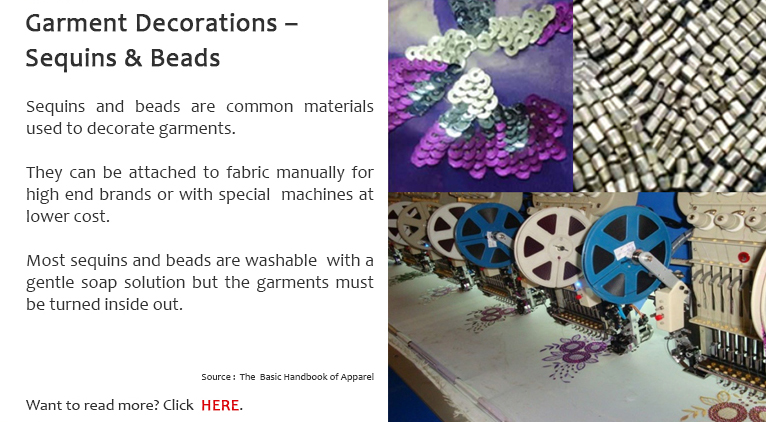 Garment Decorations –
Sequins & Beads
Sequins and beads are common materials
used to decorate garments.
They can be attached to fabric manually for
high end brands or with special machines at
lower cost.
Most sequins and beads are washable with a
gentle soap solution but the garments must
be turned inside out.
Source : The Basic Handbook of Apparel
Want to read more? Click HERE.